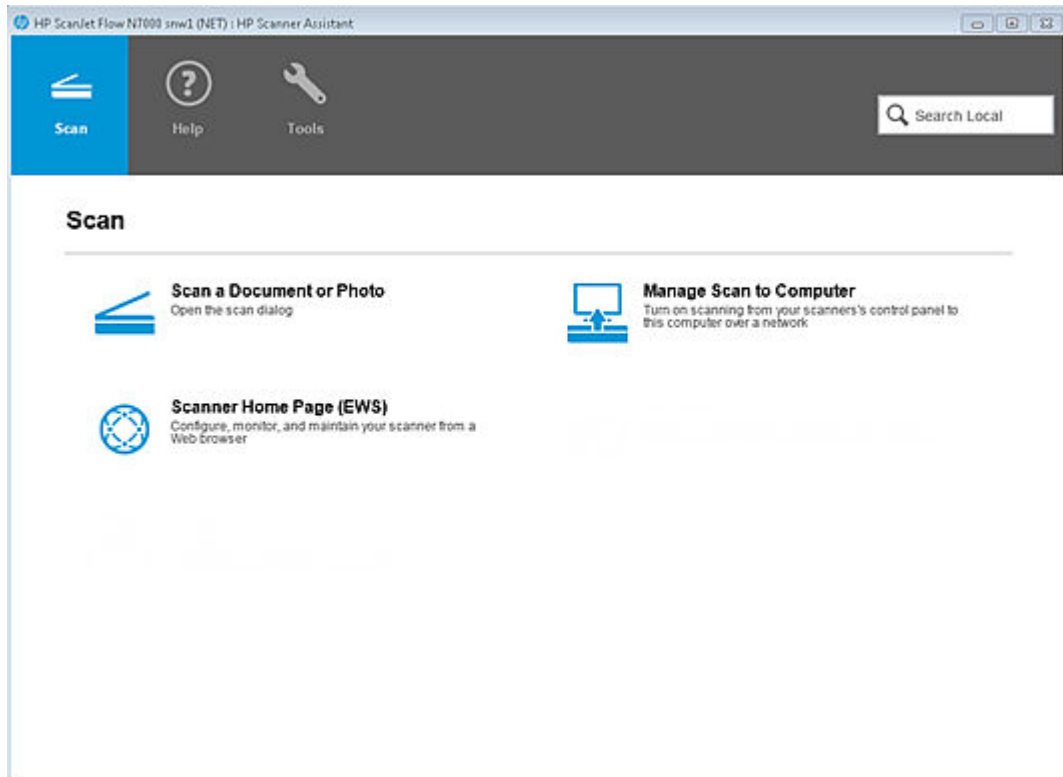 HP ScanJet Flow N7000 snw1 (NET) : HP Scanner Assistant
Scan
Help
Tools
Search Local
Scan
Scan a Document or Photo
Open the scan dialog
Manage Scan to Computer
Turn on scanning from your scanners's control panel to
this computer over a network
Scanner Home Page (EWS)
Configure, monitor, and maintain your scanner from a
Web browser